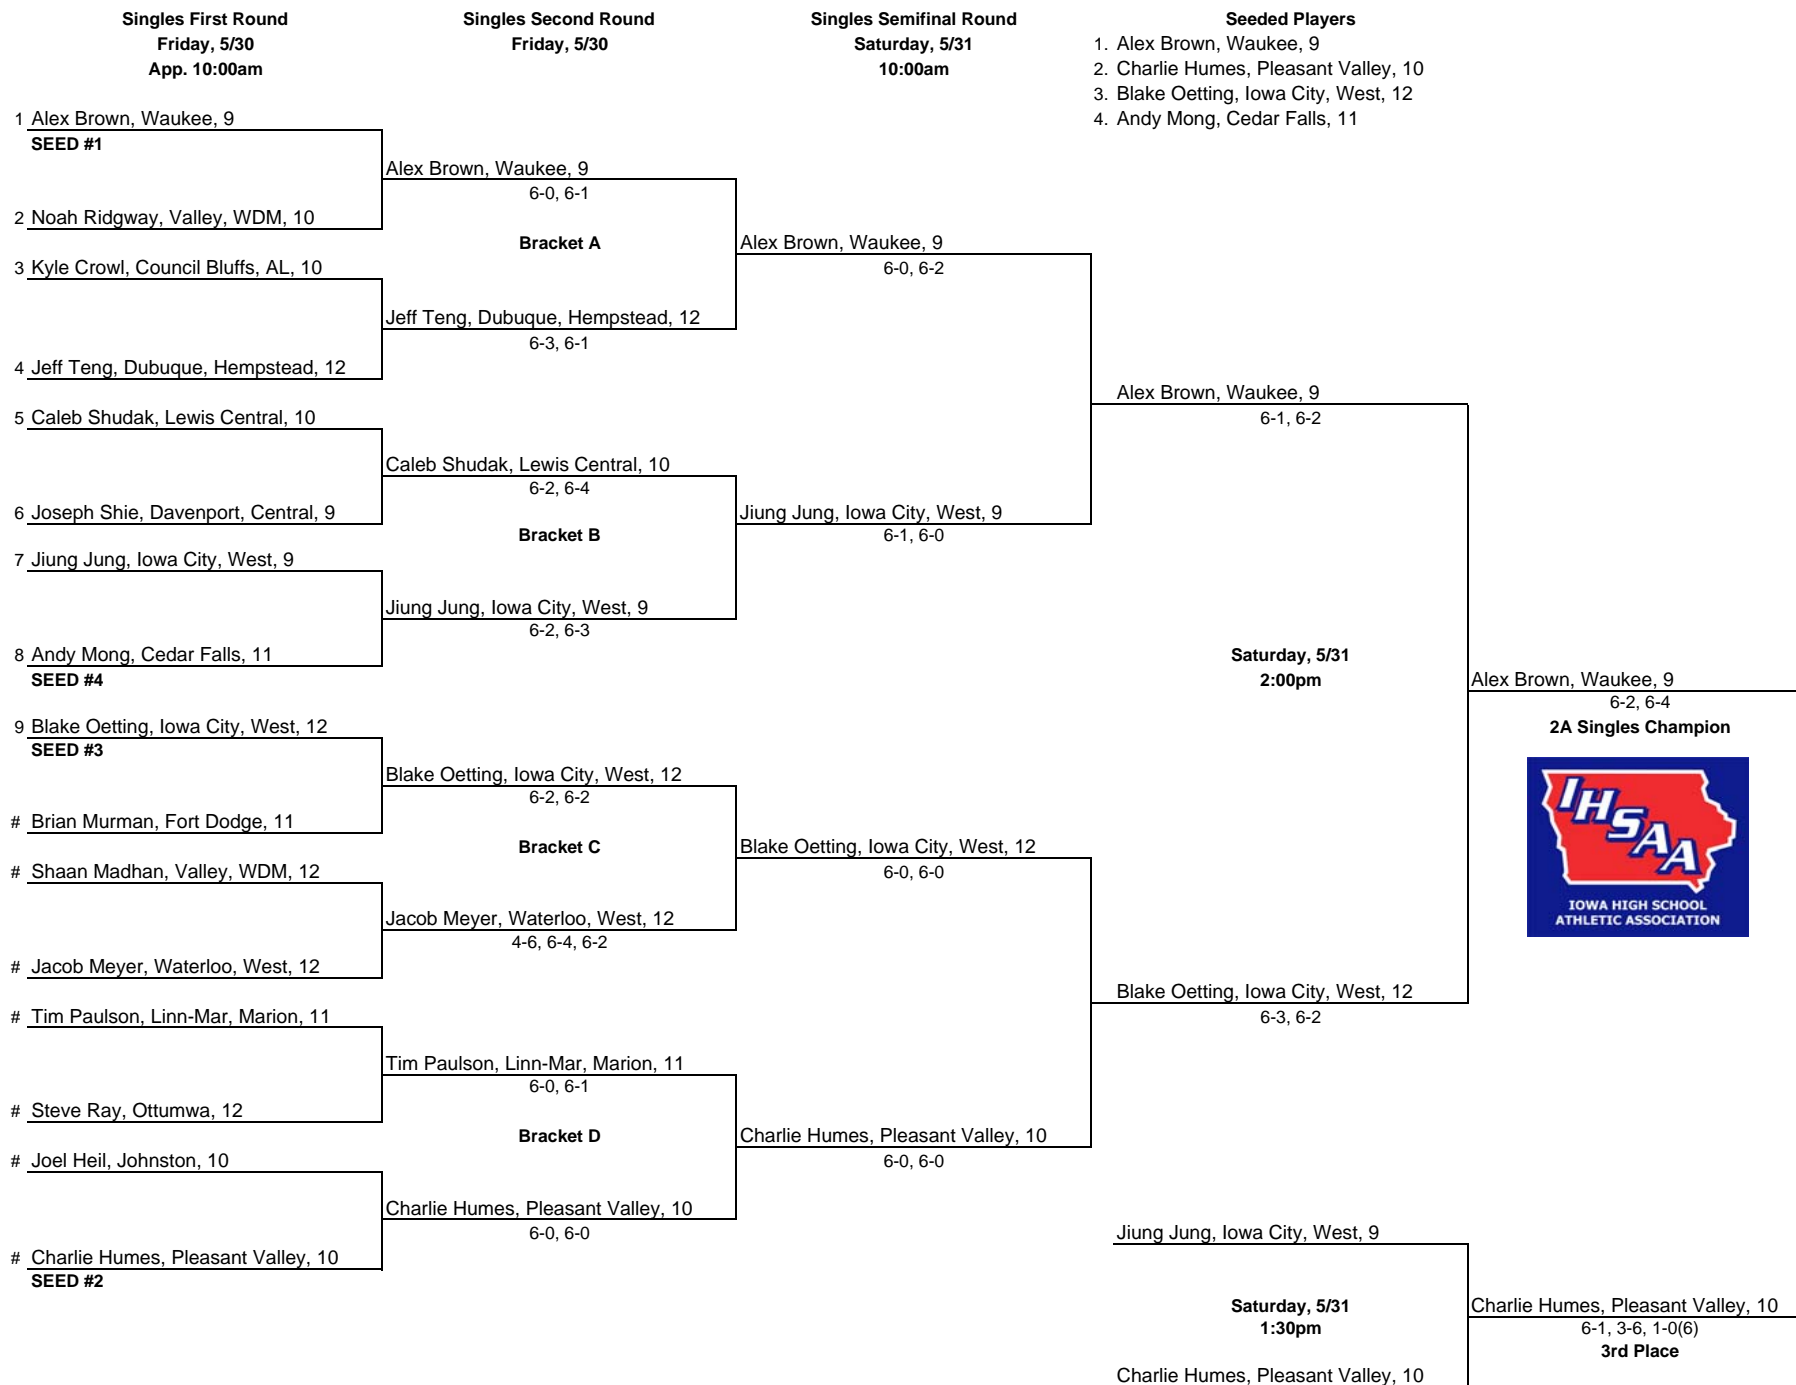 Singles First Round
Friday, 5/30
App. 10:00am
Singles Second Round
Friday, 5/30
Singles Semifinal Round
Saturday, 5/31
10:00am
Seeded Players
1. Alex Brown, Waukee, 9
2. Charlie Humes, Pleasant Valley, 10
3. Blake Oetting, Iowa City, West, 12
4. Andy Mong, Cedar Falls, 11
1 Alex Brown, Waukee, 9
SEED #1
2 Noah Ridgway, Valley, WDM, 10
3 Kyle Crowl, Council Bluffs, AL, 10
4 Jeff Teng, Dubuque, Hempstead, 12
5 Caleb Shudak, Lewis Central, 10
6 Joseph Shie, Davenport, Central, 9
7 Jiung Jung, Iowa City, West, 9
8 Andy Mong, Cedar Falls, 11
SEED #4
9 Blake Oetting, Iowa City, West, 12
SEED #3
# Brian Murman, Fort Dodge, 11
# Shaan Madhan, Valley, WDM, 12
# Jacob Meyer, Waterloo, West, 12
# Tim Paulson, Linn-Mar, Marion, 11
# Steve Ray, Ottumwa, 12
# Joel Heil, Johnston, 10
# Charlie Humes, Pleasant Valley, 10
SEED #2
Alex Brown, Waukee, 9
6-0, 6-1
Bracket A
Jeff Teng, Dubuque, Hempstead, 12
6-3, 6-1
Caleb Shudak, Lewis Central, 10
6-2, 6-4
Bracket B
Jiung Jung, Iowa City, West, 9
6-2, 6-3
Blake Oetting, Iowa City, West, 12
6-2, 6-2
Bracket C
Jacob Meyer, Waterloo, West, 12
4-6, 6-4, 6-2
Tim Paulson, Linn-Mar, Marion, 11
6-0, 6-1
Bracket D
Charlie Humes, Pleasant Valley, 10
6-0, 6-0
Alex Brown, Waukee, 9
6-0, 6-2
Jiung Jung, Iowa City, West, 9
6-1, 6-0
Blake Oetting, Iowa City, West, 12
6-0, 6-0
Charlie Humes, Pleasant Valley, 10
6-0, 6-0
Alex Brown, Waukee, 9
6-1, 6-2
Saturday, 5/31
2:00pm
Blake Oetting, Iowa City, West, 12
6-3, 6-2
Alex Brown, Waukee, 9
6-2, 6-4
2A Singles Champion
IHSAA
IOWA HIGH SCHOOL
ATHLETIC ASSOCIATION
Jiung Jung, Iowa City, West, 9
Saturday, 5/31
1:30pm
Charlie Humes, Pleasant Valley, 10
Charlie Humes, Pleasant Valley, 10
6-1, 3-6, 1-0(6)
3rd Place